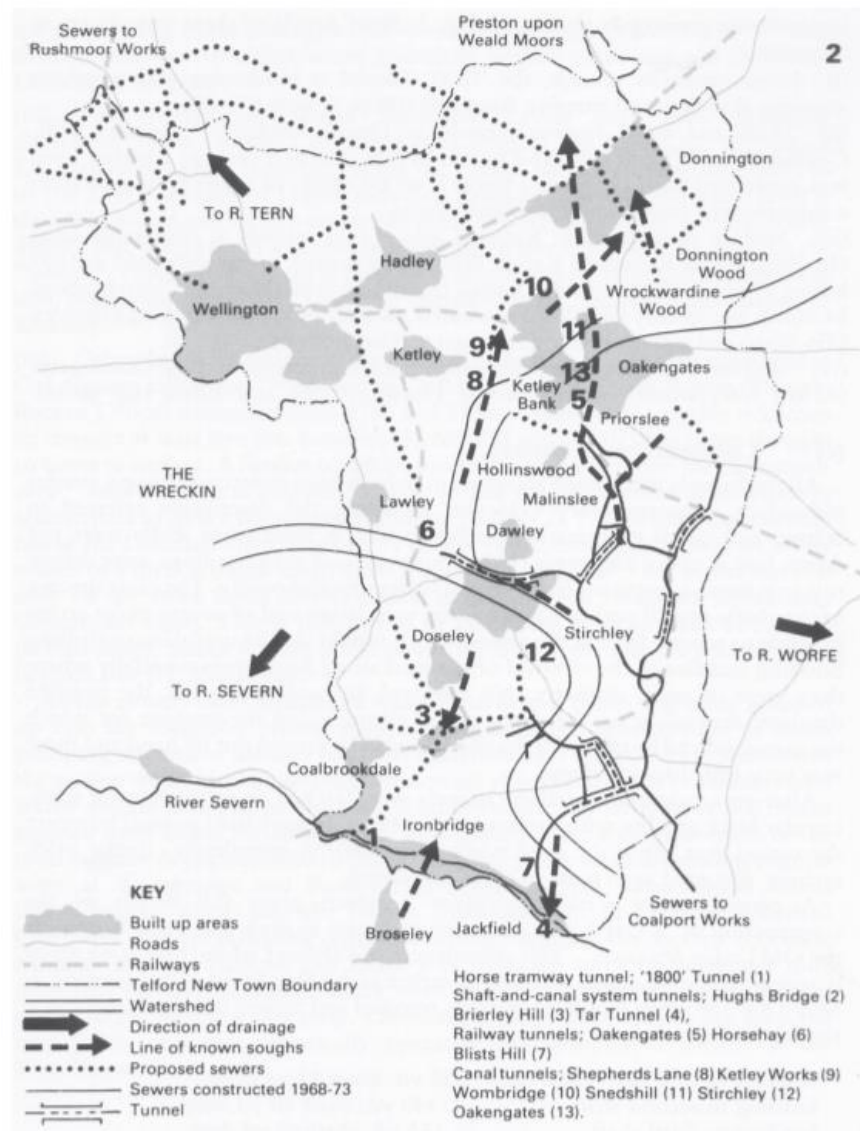 Sewers to
Rushmoor Works
Preston upon
Weald Moors
2
Donnington
To R. TERN
Hadley
Donnington
Wood
10
Wrockwardine
Wood
Wellington
11
9
Ketley
13
Oakengates
8
Ketley
Bank
5
Priorslee
THE
WRECKIN
Hollinswood
Lawley
Malinslee
6
Dawley
Doseley
Stirchley
12
To R. WORFE
To R. SEVERN
3
Coalbrookdale
River Severn
Ironbridge
7
Sewers to
Coalport Works
Broseley
Jackfield
4
KEY
Built up areas
Roads
Railways
Telford New Town Boundary
Watershed
Direction of drainage
Line of known soughs
Proposed sewers
Sewers constructed 1968-73
Tunnel
Horse tramway tunnel; '1800' Tunnel (1)
Shaft-and-canal system tunnels; Hughs Bridge (2)
Brierley Hill (3) Tar Tunnel (4),
Railway tunnels; Oakengates (5) Horsehay (6)
Blists Hill (7)
Canal tunnels; Shepherds Lane (8) Ketley Works (9)
Wombridge (10) Snedshill (11) Stirchley (12)
Oakengates (13).